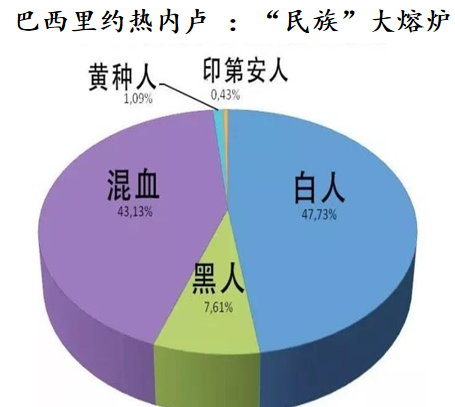 巴西里约热内卢 ：“民族”大熔炉
黄种人
1,09%
印第安人
0,43%
混血
43,13%
白人
47,73%
黑人
7,61%